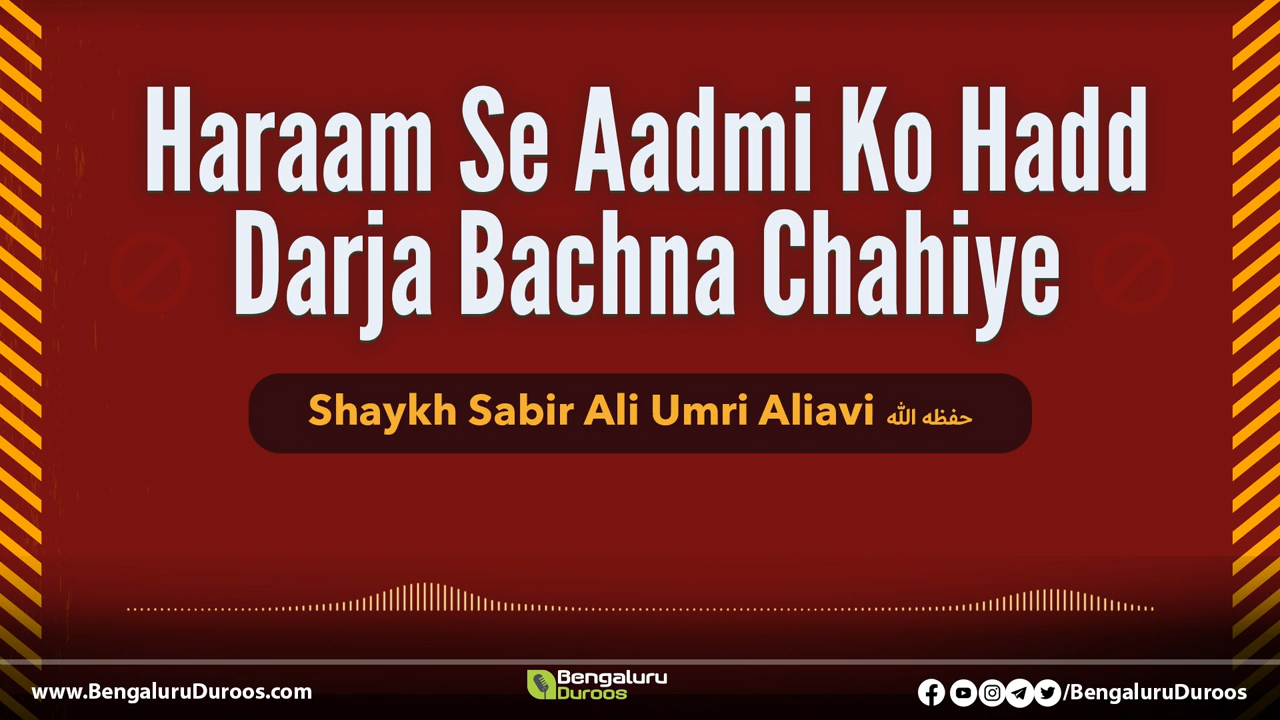 Haraam Se Aadmi Ko Hadd
Darja Bachna Chahiye
Shaykh Sabir Ali Umri Aliavi حفظه الله
www.BengaluruDuroos.com
Bengaluru
Duroos
/BengaluruDuroos